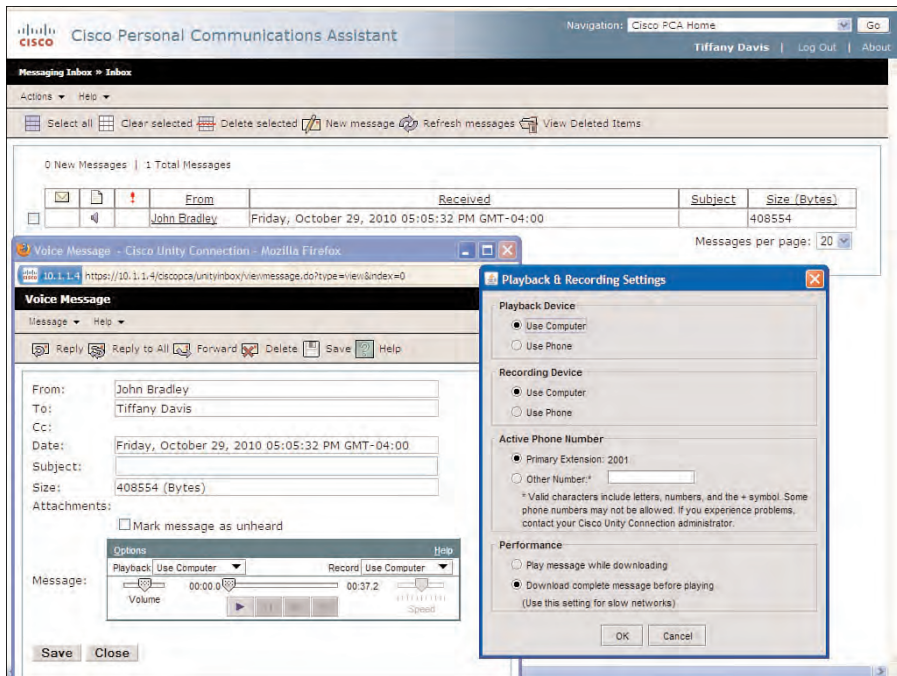 Navigation: Cisco PCA Home Go
cisco Cisco Personal Communications Assistant
Tiffany Davis | Log Out | About
Messaging Inbox » Inbox
Actions Help
Select all Clear selected Delete selected New message Refresh messages View Deleted Items
0 New Messages | 1 Total Messages
From Received Subject Size (Bytes)
John Bradley Friday, October 29, 2010 05:05:32 PM GMT-04:00 408554
Messages per page: 20
Voice Message - Cisco Unity Connection - Mozilla Firefox
10.1.1.4 https://10.1.1.4/ciscopca/unityinbox/viewmessage.do?type=view&index=0
Voice Message
Message Help
Reply Reply to All Forward Delete Save Help
From: John Bradley
To: Tiffany Davis
Cc:
Date: Friday, October 29, 2010 05:05:32 PM GMT-04:00
Subject:
Size: 408554 (Bytes)
Attachments:
Mark message as unheard
Message:
Options Help
Playback Use Computer Record Use Computer
00:00.0 00:37.2
Volume Speed
Save Close
Playback & Recording Settings
Playback Device
Use Computer
Use Phone
Recording Device
Use Computer
Use Phone
Active Phone Number
Primary Extension: 2001
Other Number:*
* Valid characters include letters, numbers, and the + symbol. Some
phone numbers may not be allowed. If you experience problems,
contact your Cisco Unity Connection administrator.
Performance
Play message while downloading
Download complete message before playing
(Use this setting for slow networks)
OK Cancel